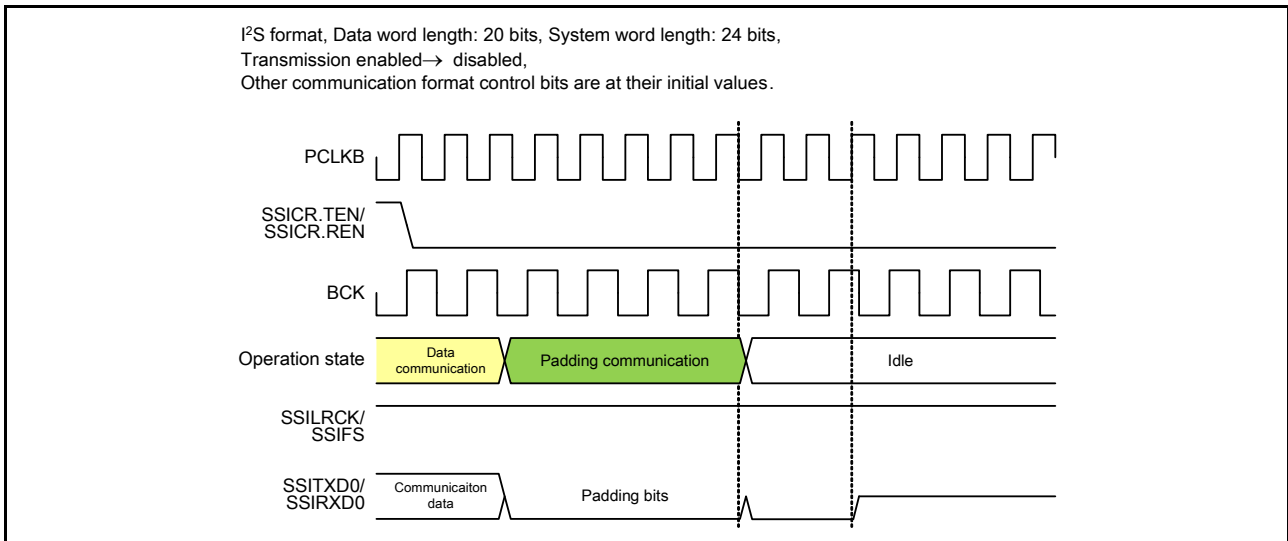 I²S format, Data word length: 20 bits, System word length: 24 bits,
Transmission enabled→ disabled,
Other communication format control bits are at their initial values.
PCLKB
SSICR.TEN/
SSICR.REN
BCK
Operation state
Data
communication
Padding communication
Idle
SSILRCK/
SSIFS
SSITXD0/
SSIRXD0
Communicaiton
data
Padding bits